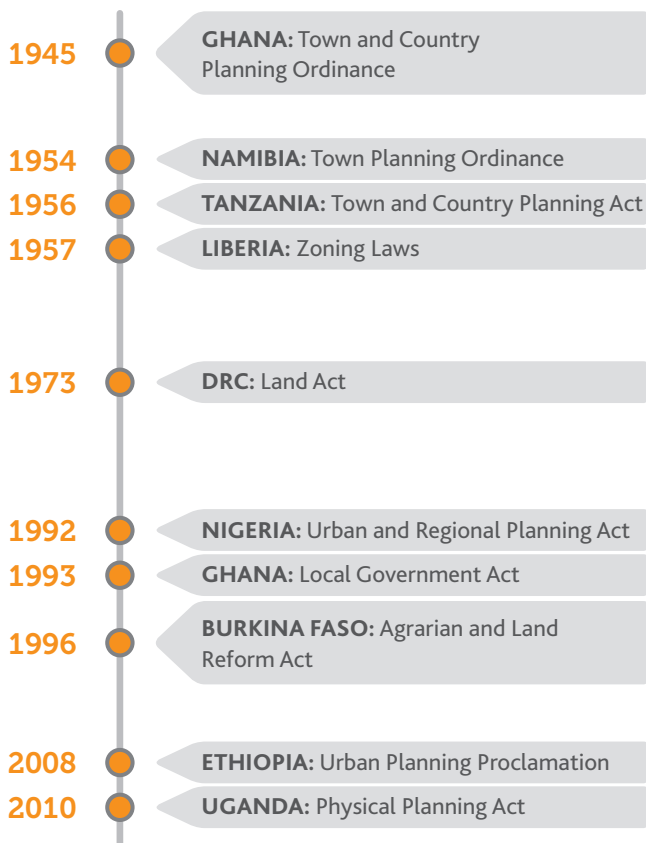 1945
GHANA: Town and Country
Planning Ordinance
1954
NAMIBIA: Town Planning Ordinance
1956
TANZANIA: Town and Country Planning Act
1957
LIBERIA: Zoning Laws
1973
DRC: Land Act
1992
NIGERIA: Urban and Regional Planning Act
1993
GHANA: Local Government Act
1996
BURKINA FASO: Agrarian and Land
Reform Act
2008
ETHIOPIA: Urban Planning Proclamation
2010
UGANDA: Physical Planning Act